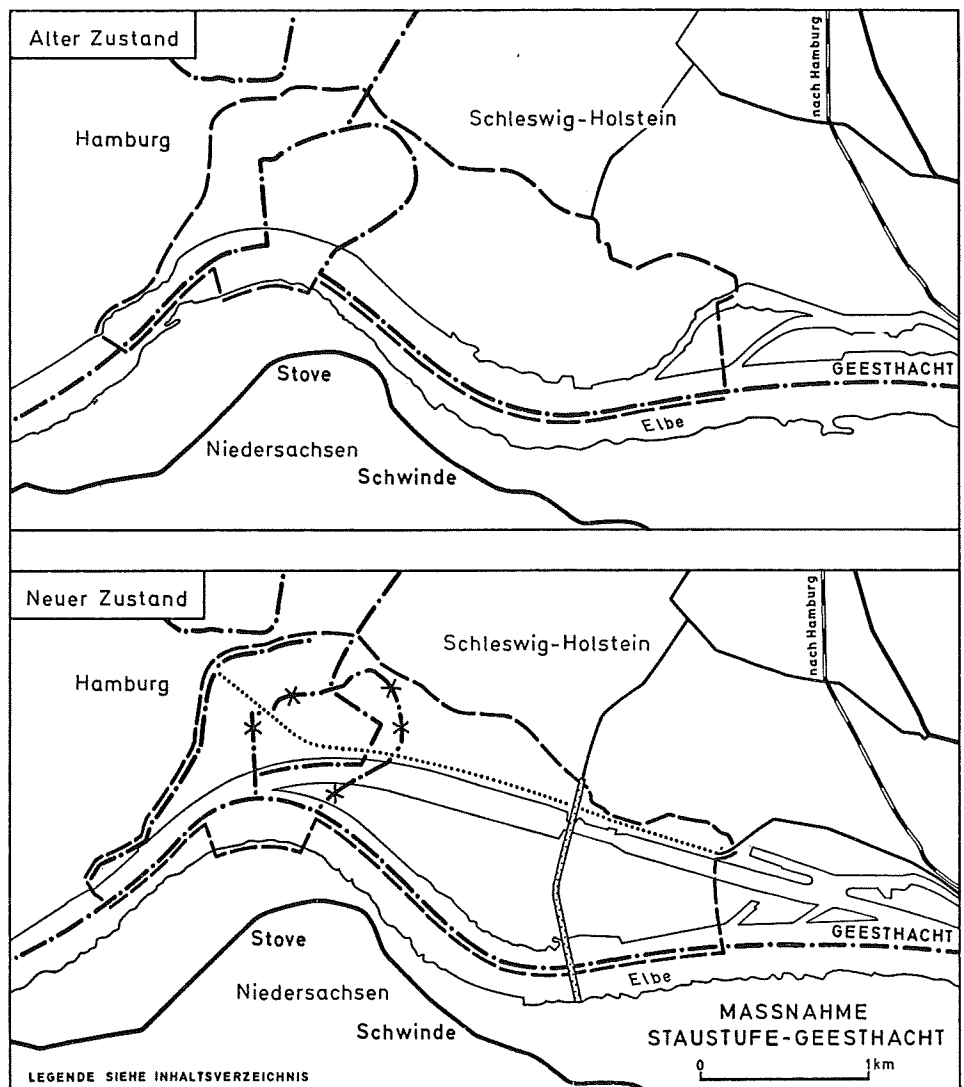 Alter Zustand
nach Hamburg
Hamburg
Schleswig-Holstein
GEESTHACHT
Stove
Elbe
Niedersachsen
Schwinde
Neuer Zustand
nach Hamburg
Schleswig-Holstein
Hamburg
GEESTHACHT
Stove
Elbe
Niedersachsen
MASSNAHME
Schwinde
STAUSTUFE-GEESTHACHT
0 1km
LEGENDE SIEHE INHALTSVERZEICHNIS